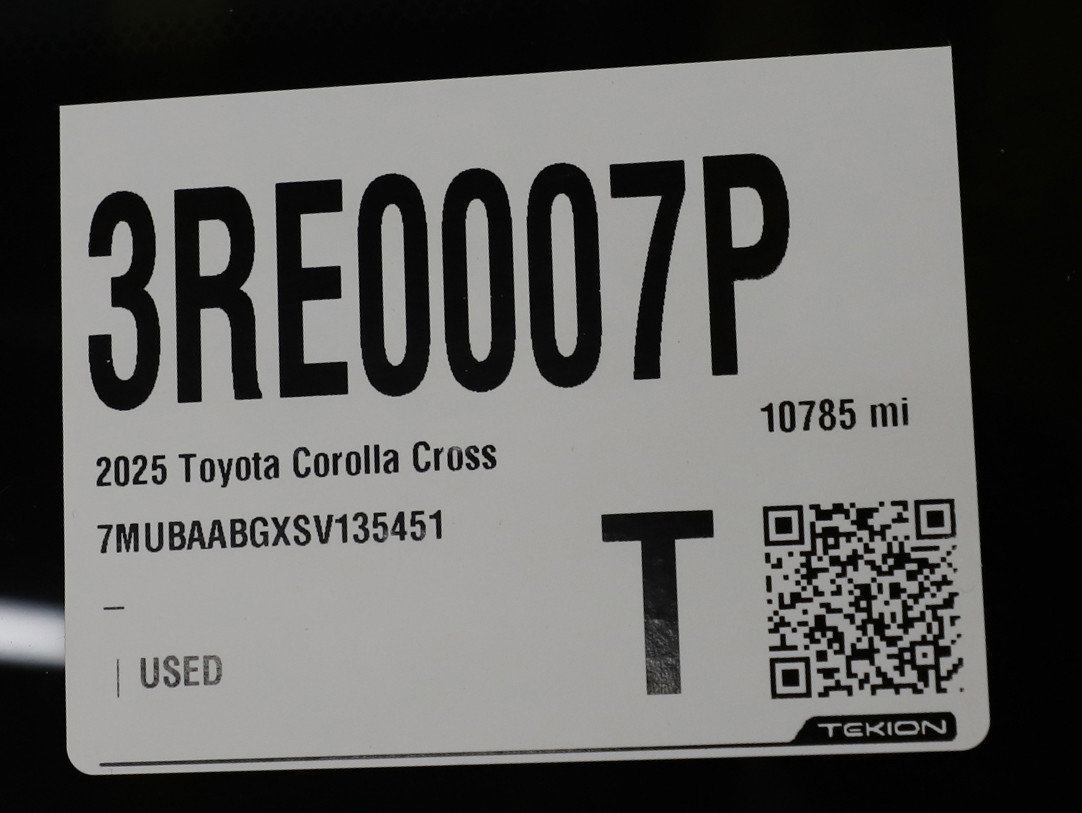 3RE0007P
10785 mi
2025 Toyota Corolla Cross
7MUBAABGXSV135451
T
–
| USED
TEKION